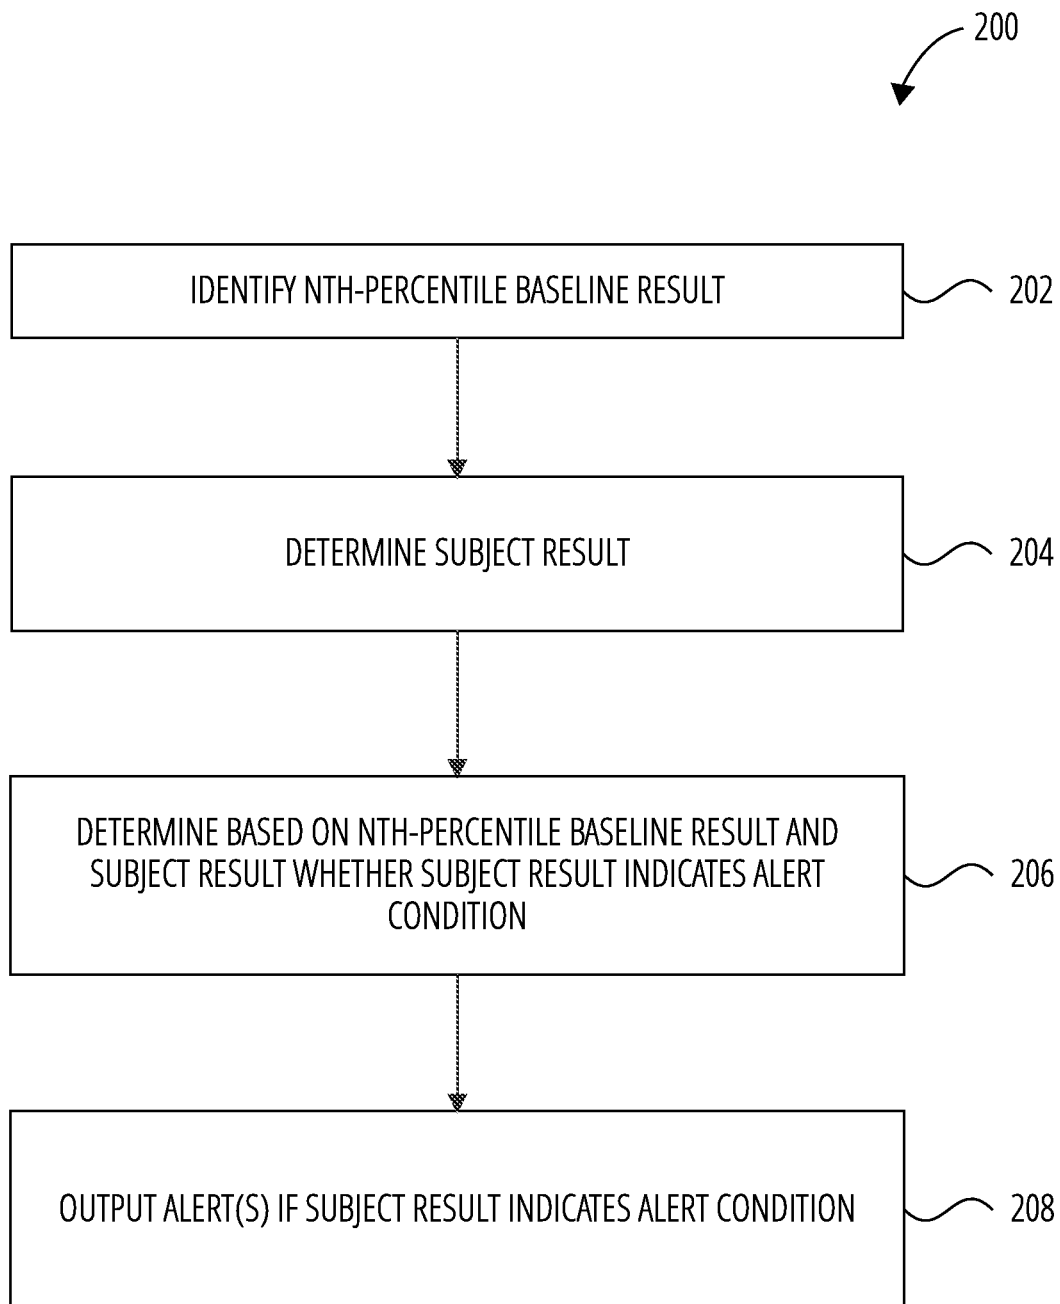 200
IDENTIFY NTH-PERCENTILE BASELINE RESULT
202
DETERMINE SUBJECT RESULT
204
DETERMINE BASED ON NTH-PERCENTILE BASELINE RESULT AND
SUBJECT RESULT WHETHER SUBJECT RESULT INDICATES ALERT
CONDITION
206
OUTPUT ALERT(S) IF SUBJECT RESULT INDICATES ALERT CONDITION
208